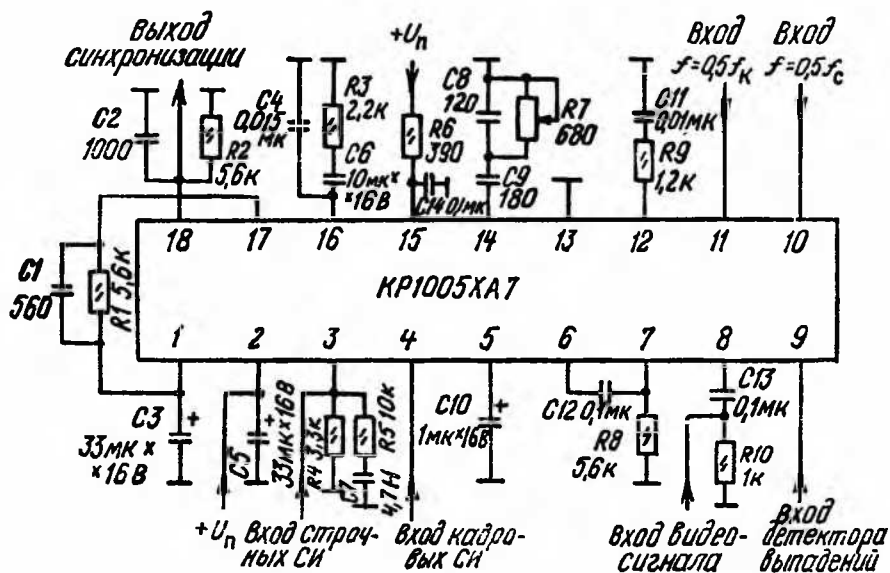 Выход
синхронизации
+Uп
Вход
f=0,5fк
Вход
f=0,5fс
C2
1000
R2
5,6к
C4
0,015
мк
R3
2,2к
C6
10мк×
×16В
R6
390
C14 0,1мк
C8
120
R7
680
C9
180
C11
0,01мк
R9
1,2к
18
17
16
15
14
13
12
11
10
C1
560
R1 5,6к
КР1005ХА7
1
2
3
4
5
6
7
8
9
C3
33мк×
×16В
+
C5
33мк×16В
+
R4 3,3к
R5 10к
C7
4,7Н
C10
1мк×16В
+
C12 0,1мк
R8
5,6к
C13
0,1мк
R10
1к
+Uп
Вход строч-
ных СИ
Вход кадро-
вых СИ
Вход видео-
сигнала
Вход
детектора
выпадений